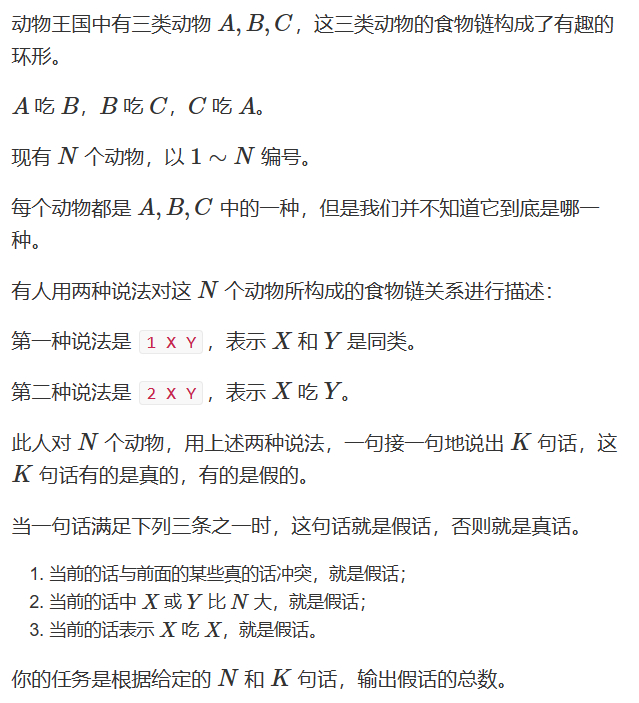 动物王国中有三类动物 A, B, C，这三类动物的食物链构成了有趣的
环形。
A 吃 B，B 吃 C，C 吃 A。
现有 N 个动物，以 1 ∼ N 编号。
每个动物都是 A, B, C 中的一种，但是我们并不知道它到底是哪一
种。
有人用两种说法对这 N 个动物所构成的食物链关系进行描述：
第一种说法是 1 X Y，表示 X 和 Y 是同类。
第二种说法是 2 X Y，表示 X 吃 Y。
此人对 N 个动物，用上述两种说法，一句接一句地说出 K 句话，这
K 句话有的是真的，有的是假的。
当一句话满足下列三条之一时，这句话就是假话，否则就是真话。
1. 当前的话与前面的某些真的话冲突，就是假话；
2. 当前的话中 X 或 Y 比 N 大，就是假话；
3. 当前的话表示 X 吃 X，就是假话。
你的任务是根据给定的 N 和 K 句话，输出假话的总数。